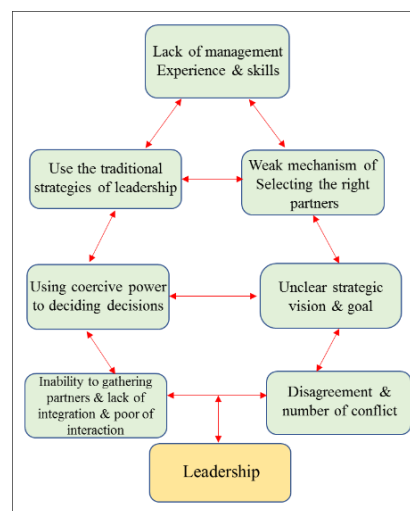 Lack of management
Experience & skills
Use the traditional
strategies of leadership
Weak mechanism of
Selecting the right
partners
Using coercive power
to deciding decisions
Unclear strategic
vision & goal
Inability to gathering
partners & lack of
integration & poor of
interaction
Disagreement &
number of conflict
Leadership